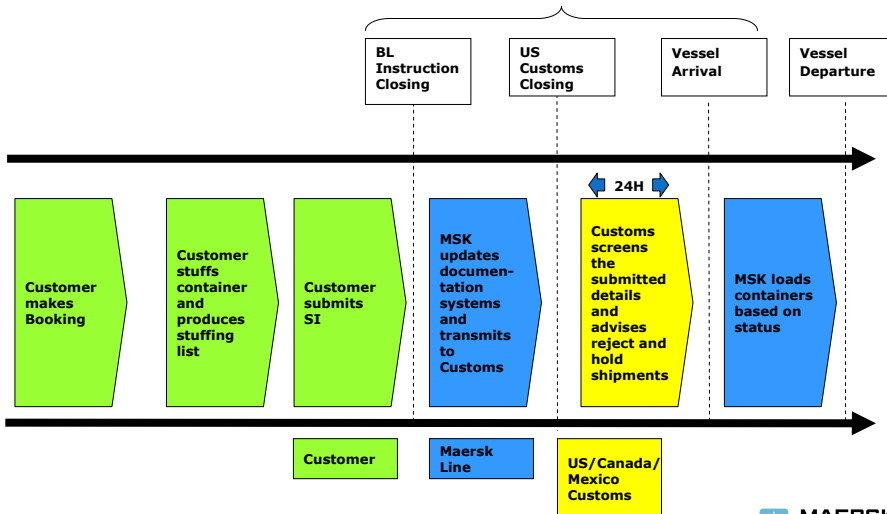 BL
Instruction
Closing
US
Customs
Closing
Vessel
Arrival
Vessel
Departure
24H
Customer
makes
Booking
Customer
stuffs
container
and
produces
stuffing
list
Customer
submits
SI
MSK
updates
documen-
tation
systems
and
transmits
to
Customs
Customs
screens
the
submitted
details
and
advises
reject and
hold
shipments
MSK loads
containers
based on
status
Customer
Maersk
Line
US/Canada/
Mexico
Customs